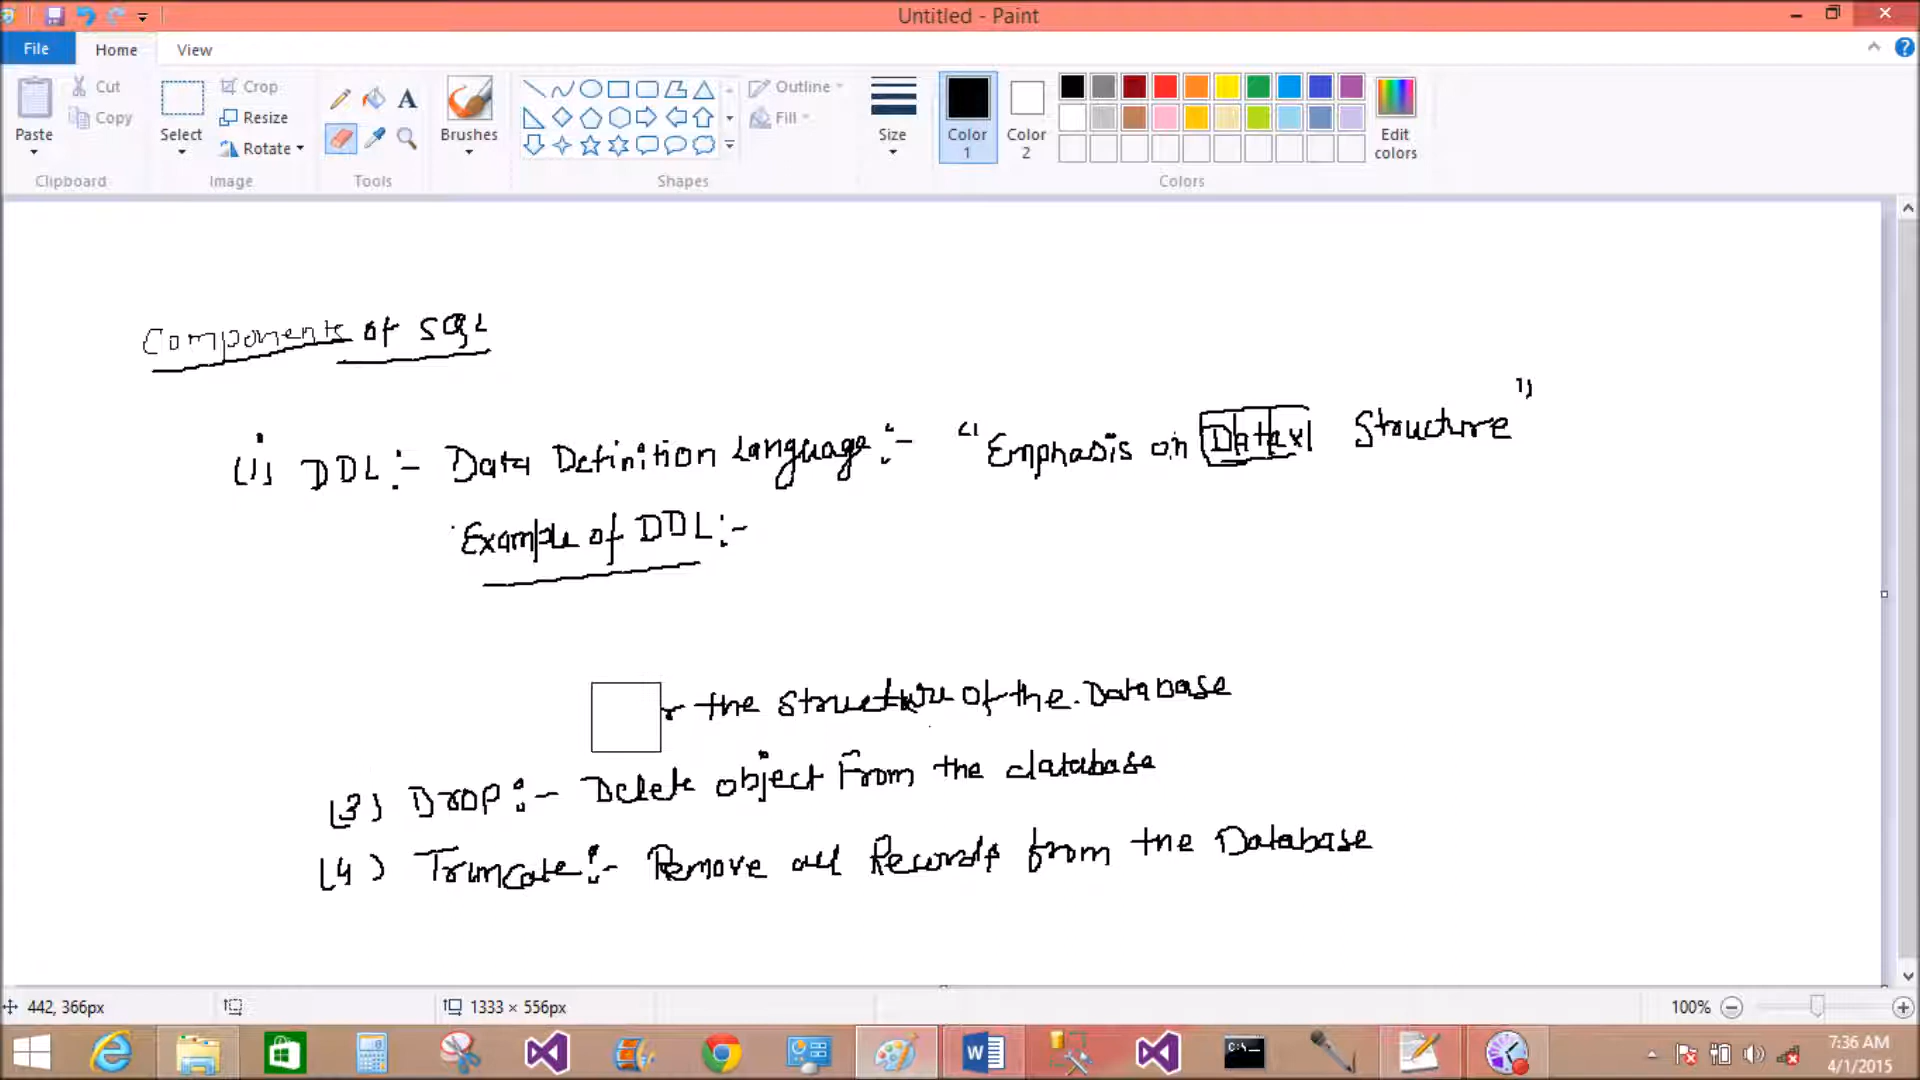 Untitled - Paint
File Home View
Cut
Copy
Paste
Clipboard
Crop
Resize
Rotate
Select
Image
Tools
Brushes
Shapes
Outline
Fill
Size
Color 1
Color 2
Edit colors
Colors
Components of SQL
(1) DDL :- Data Definition Language :- "Emphasis on Structure"
Example of DDL :-
the structure of the Database
(3) Drop :- Delete object from the database
(4) Truncate :- Remove all Records from the Database
442, 366px
1333 × 556px
100%
7:36 AM
4/1/2015